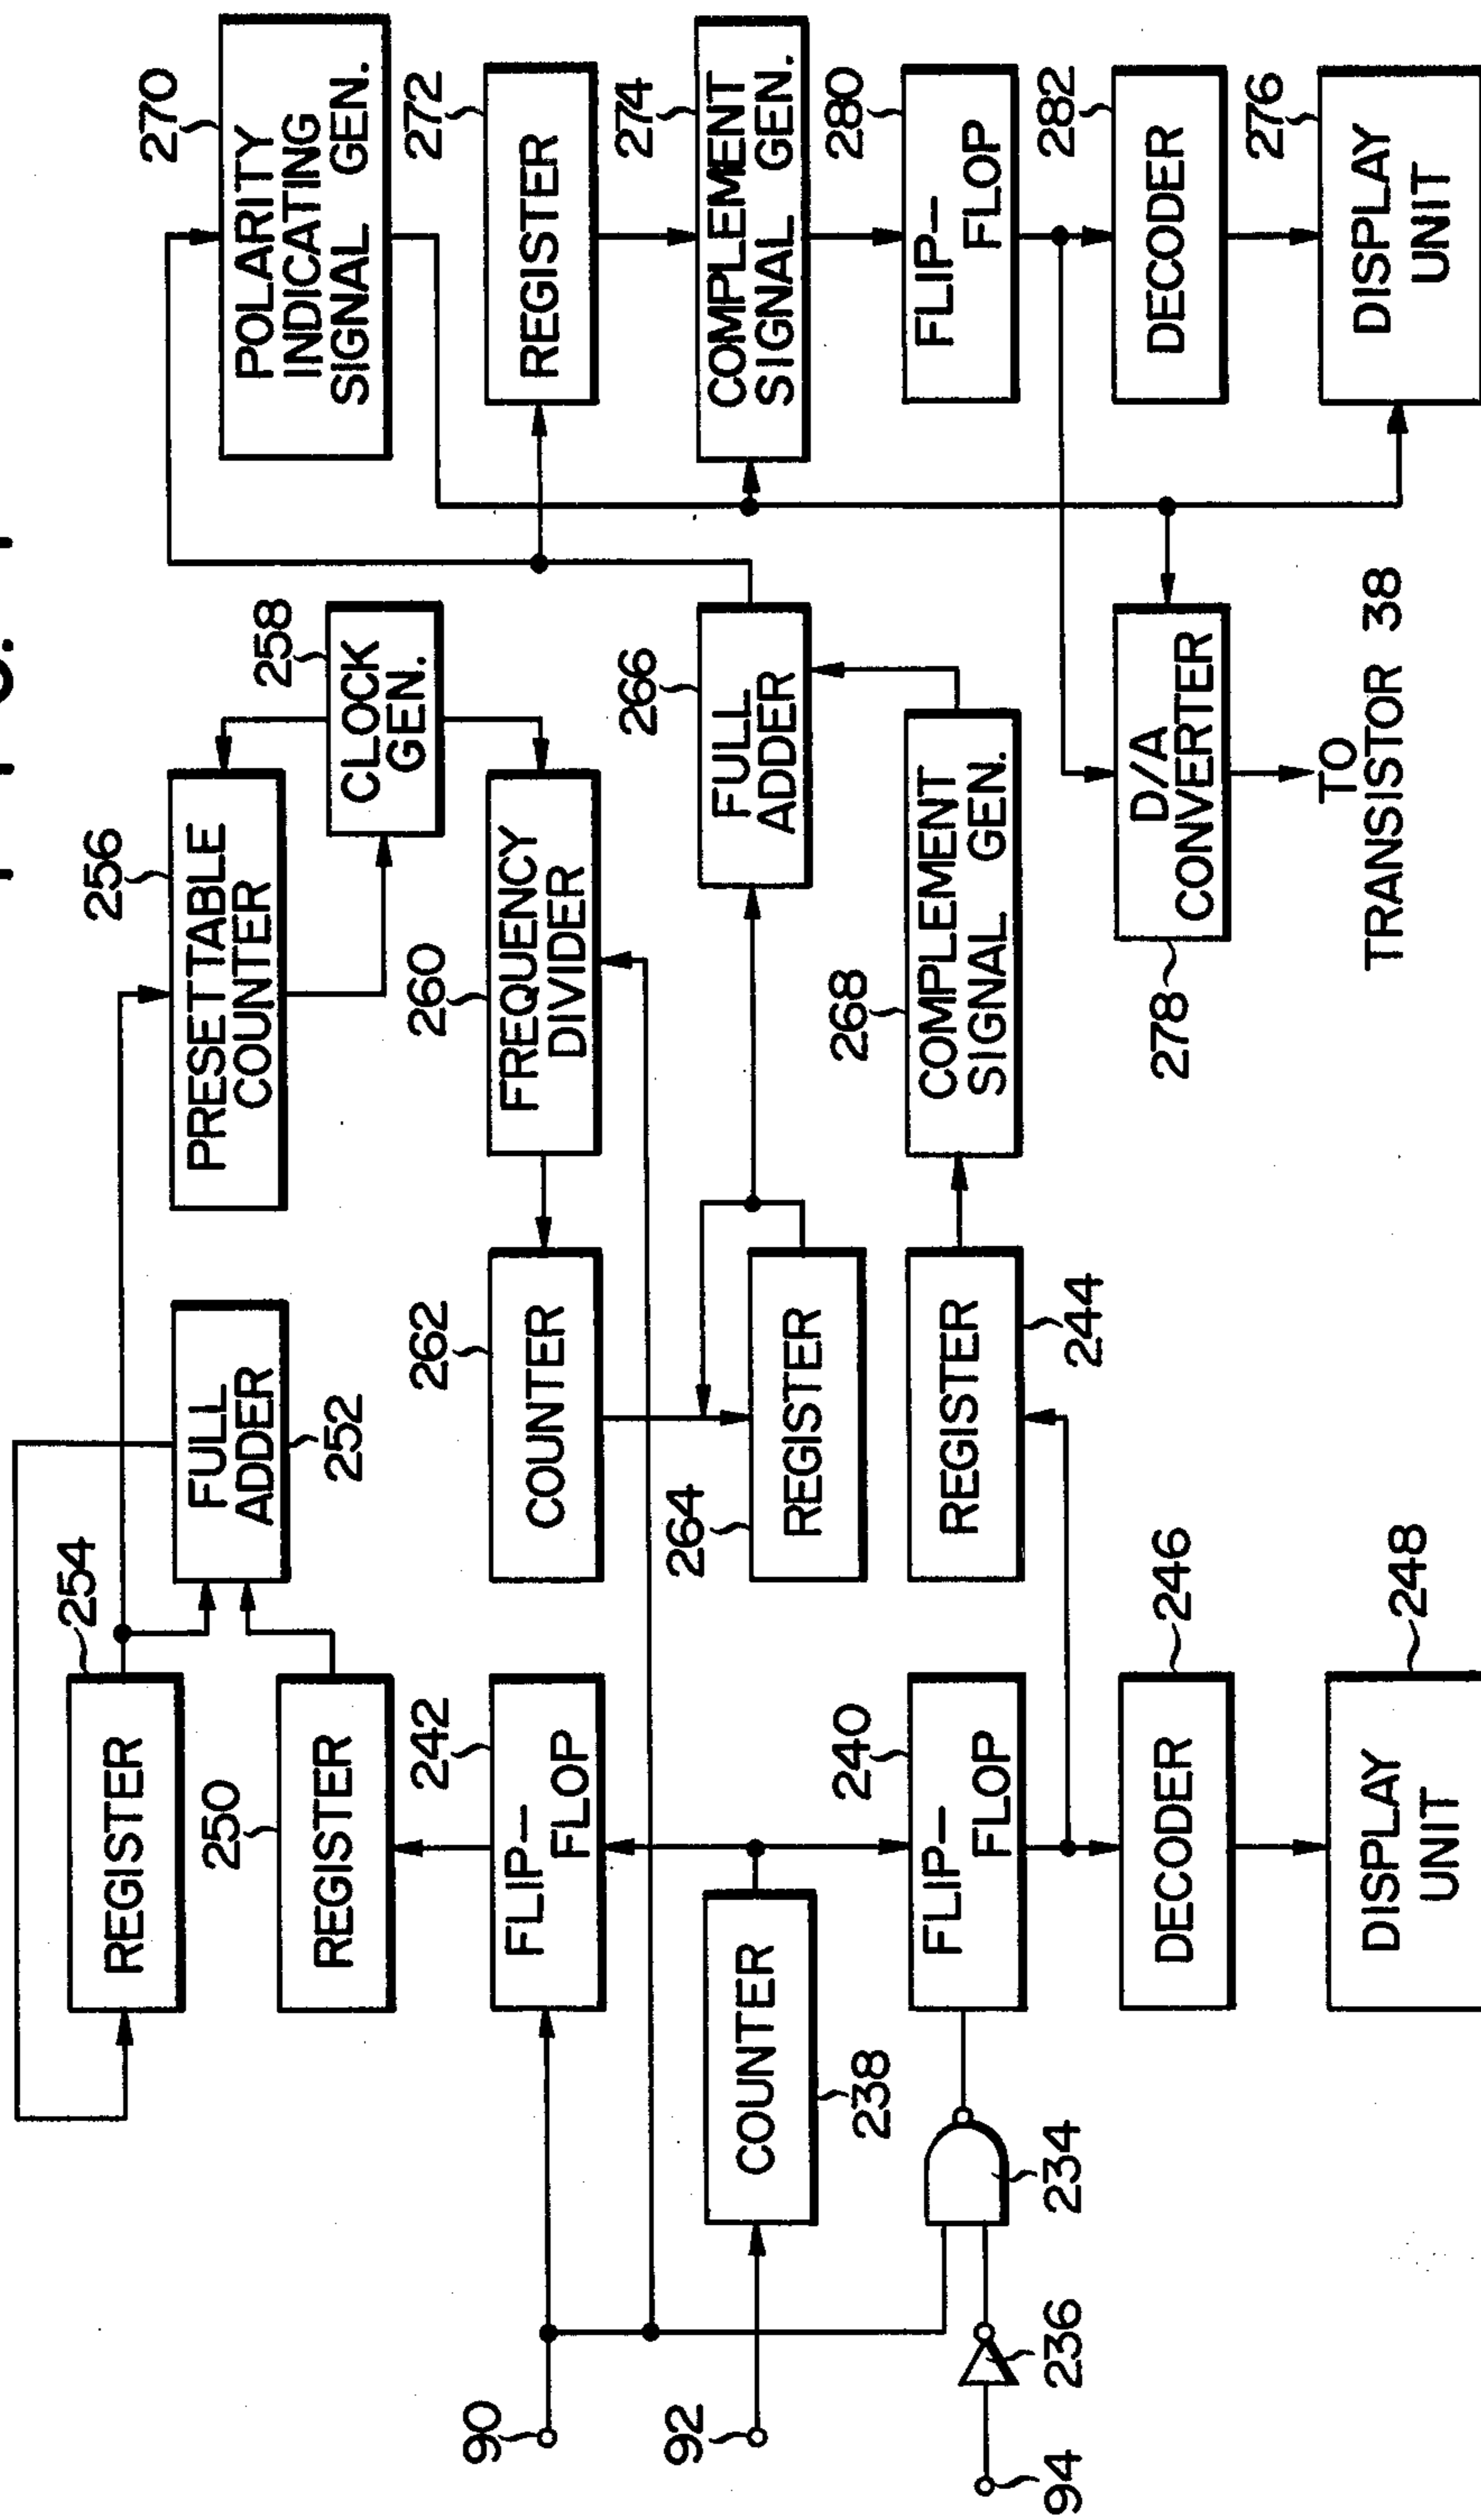 254
REGISTER
250
REGISTER
242
FLIP-
FLOP
90
92
COUNTER
238
240
FLIP-
FLOP
234
236
94
DECODER
246
DISPLAY
UNIT
248
FULL
ADDER
252
262
COUNTER
264
REGISTER
REGISTER
244
256
PRESETTABLE
COUNTER
258
CLOCK
GEN.
260
FREQUENCY
DIVIDER
266
FULL
ADDER
268
COMPLEMENT
SIGNAL GEN.
278
D/A
CONVERTER
TO
TRANSISTOR 38
270
POLARITY
INDICATING
SIGNAL GEN.
272
REGISTER
274
COMPLEMENT
SIGNAL GEN.
280
FLIP-
FLOP
282
DECODER
276
DISPLAY
UNIT